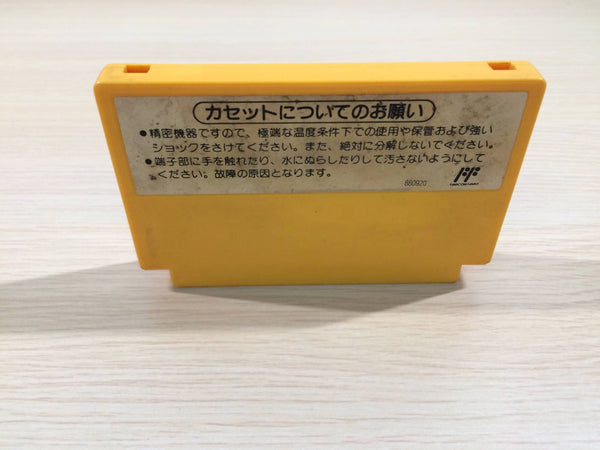 カセットについてのお願い
●精密機器ですので、極端な温度条件下での使用や保管および強い
ショックをさけてください。また、絶対に分解しないでください。
●端子部に手を触れたり、水にぬらしたりして汚さないようにして
ください。故障の原因となります。
880920